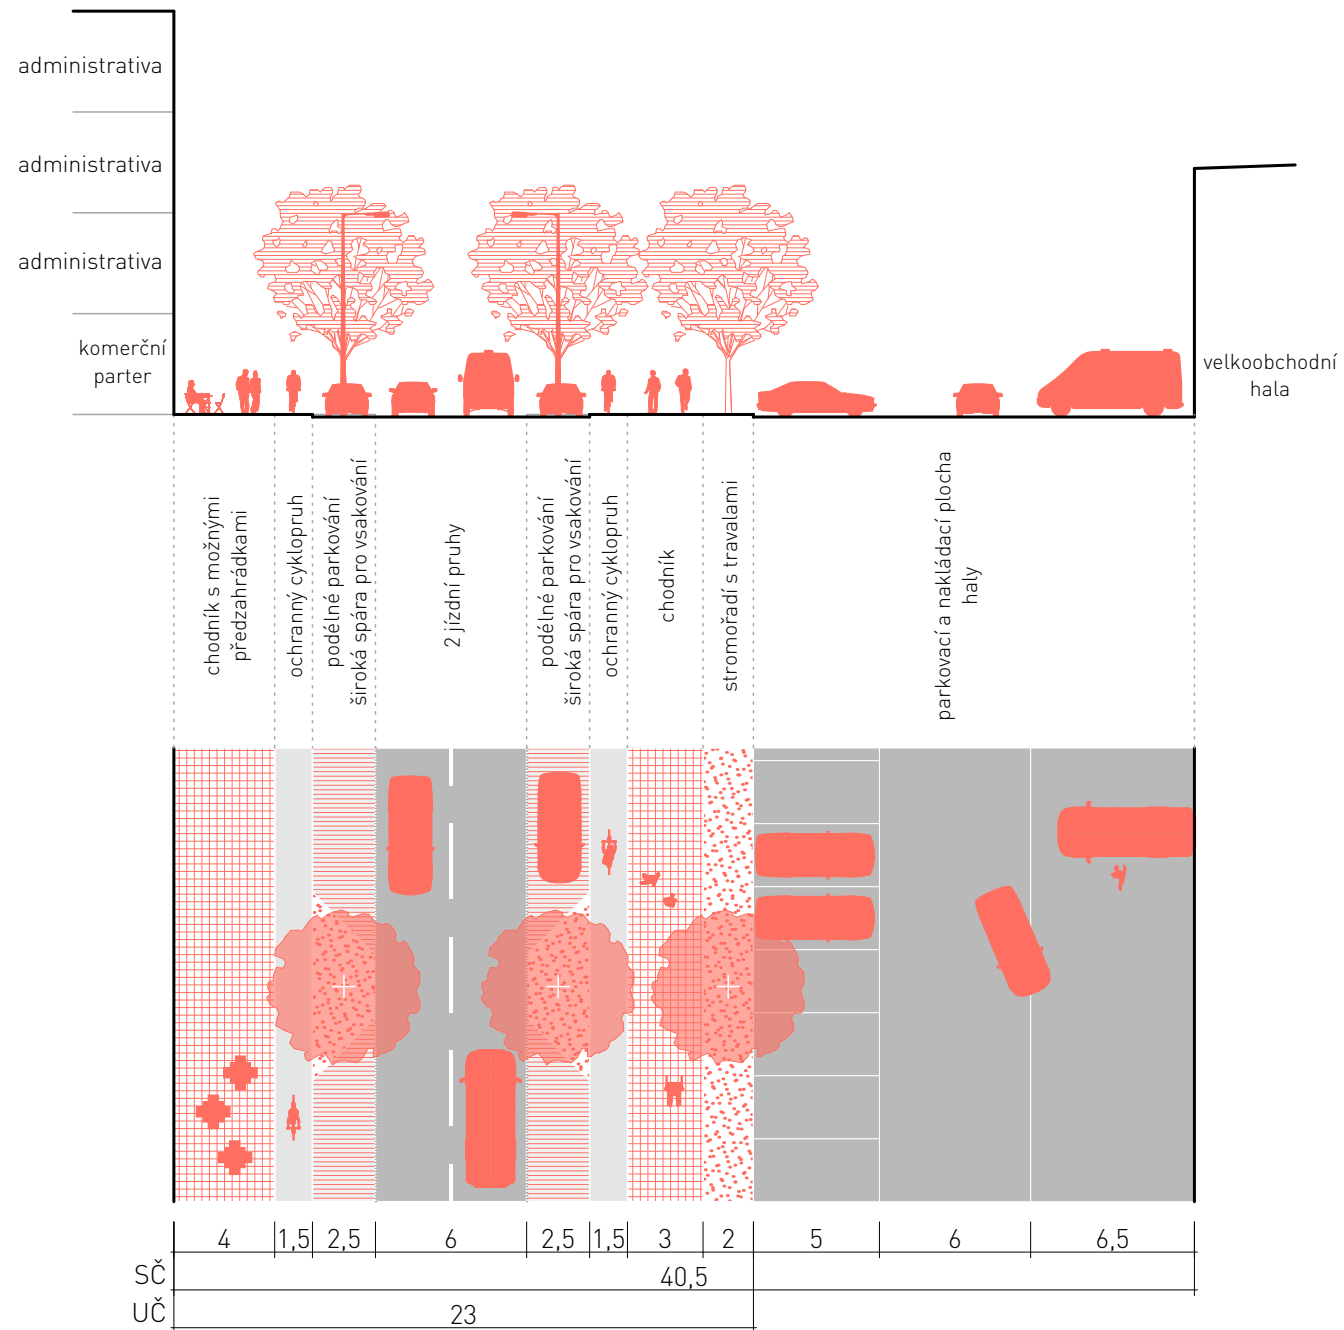 administrativa
administrativa
administrativa
komerční
parter
velkoobchodní
hala
chodník s možnými
předzahrádkami
ochranný cyklopruh
podélné parkování
široká spára pro vsakování
2 jízdní pruhy
podélné parkování
široká spára pro vsakování
ochranný cyklopruh
chodník
stromořadí s travalami
parkovací a nakládací plocha
haly
4 1,5 2,5 6 2,5 1,5 3 2 5 6 6,5
SČ 40,5
UČ 23